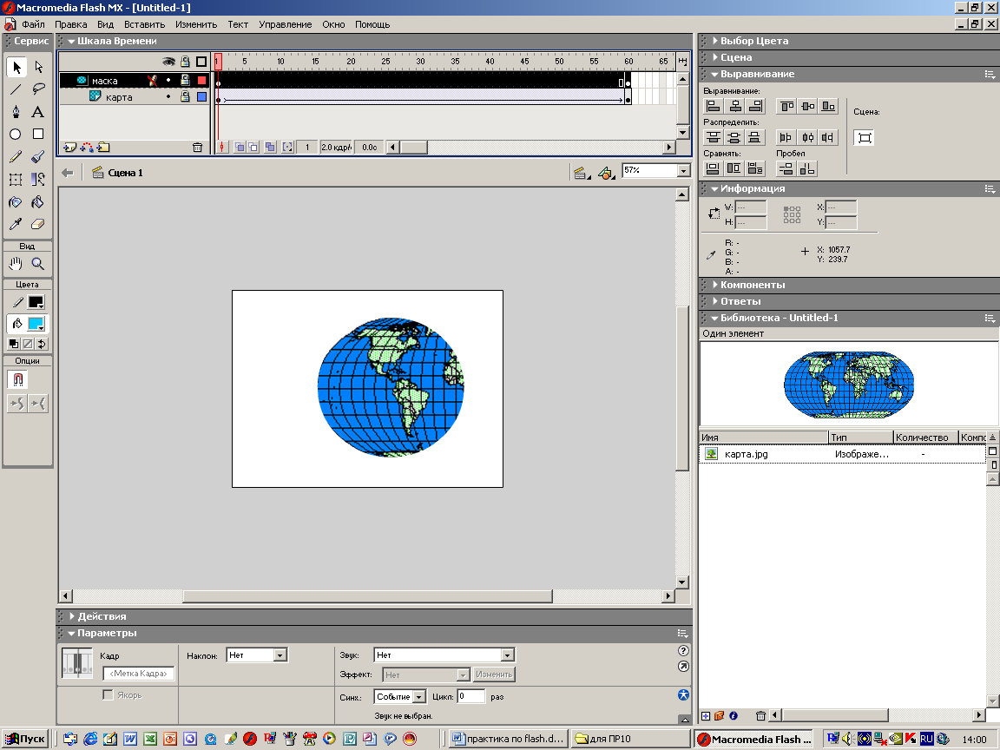 Macromedia Flash MX - [Untitled-1]
Файл Правка Вид Вставить Изменить Тект Управление Окно Помощь
Сервис
Шкала Времени
1 5 10 15 20 25 30 35 40 45 50 55 60 65
маска
карта
1 2.0 кдр/ 0.0с
Сцена 1
57%
Вид
Цвета
Опции
Выбор Цвета
Сцена
Выравнивание
Выравнивание:
Сцена:
Распределить:
Сравнять:
Пробел
Информация
W: ---
X: ---
H: ---
Y: ---
R: -
G: -
B: -
A: -
X: 1057.7
Y: 239.7
Компоненты
Ответы
Библиотека - Untitled-1
Один элемент
Имя Тип Количество Компо
карта.jpg Изображе... -
Действия
Параметры
Кадр
<Метка Кадра>
Якорь
Наклон: Нет
Звук: Нет
Эффект: Нет Изменить
Синх.: Событие Цикл: 0 раз
Звук не выбран.
Пуск
практика по flash.d...
для ПР10
Macromedia Flash ...
RU
14:00